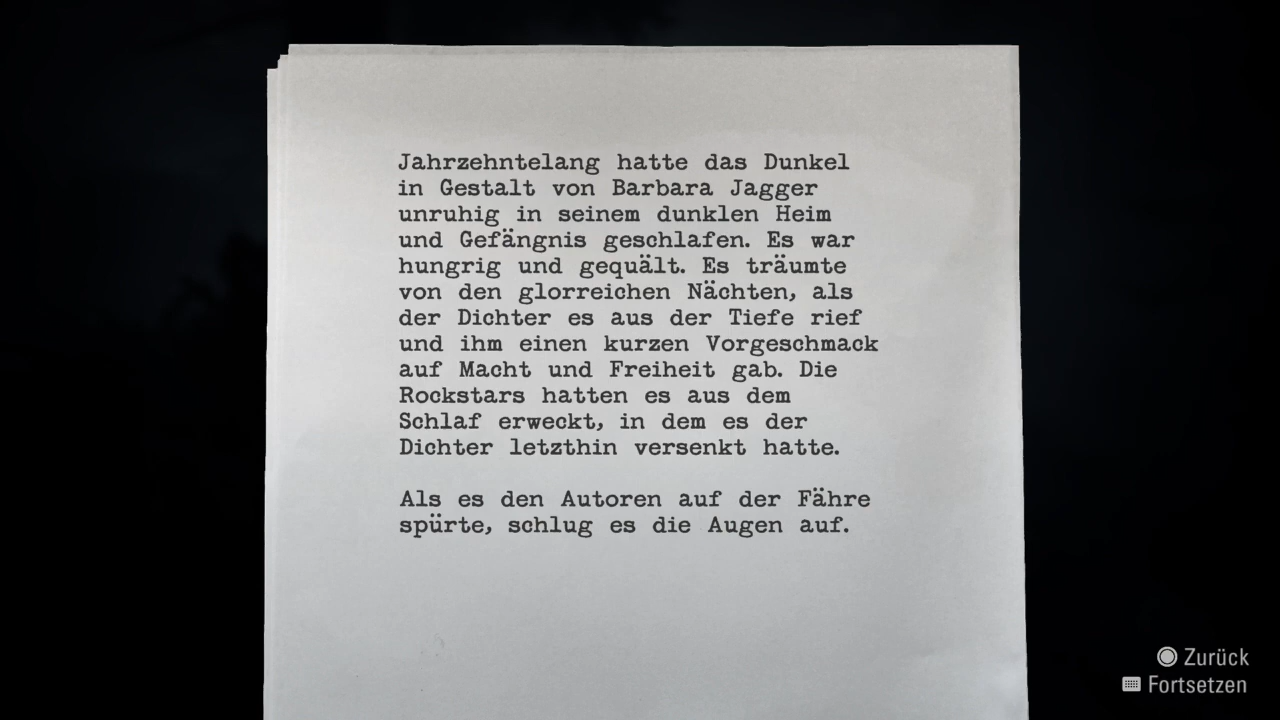 Jahrzehntelang hatte das Dunkel
in Gestalt von Barbara Jagger
unruhig in seinem dunklen Heim
und Gefängnis geschlafen. Es war
hungrig und gequält. Es träumte
von den glorreichen Nächten, als
der Dichter es aus der Tiefe rief
und ihm einen kurzen Vorgeschmack
auf Macht und Freiheit gab. Die
Rockstars hatten es aus dem
Schlaf erweckt, in dem es der
Dichter letzthin versenkt hatte.

Als es den Autoren auf der Fähre
spürte, schlug es die Augen auf.

Zurück
Fortsetzen